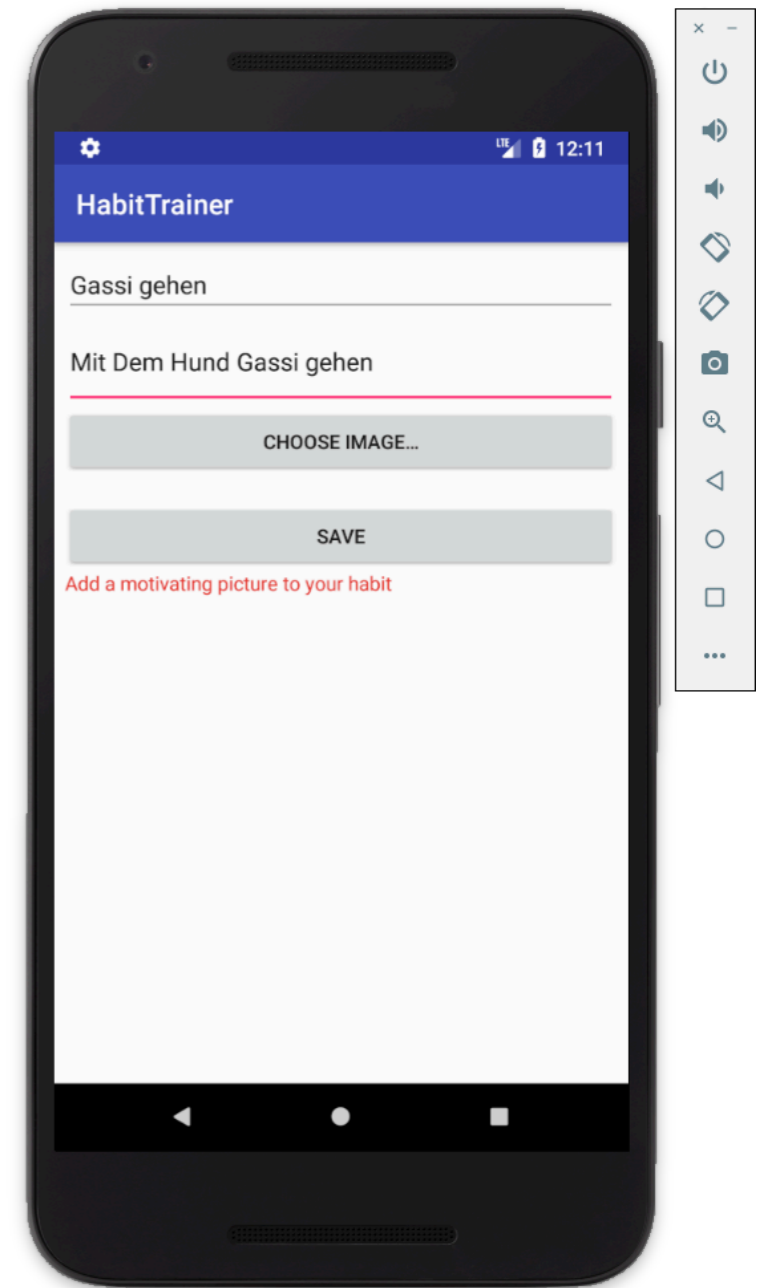 LTE 12:11
HabitTrainer
Gassi gehen
Mit Dem Hund Gassi gehen
CHOOSE IMAGE...
SAVE
Add a motivating picture to your habit